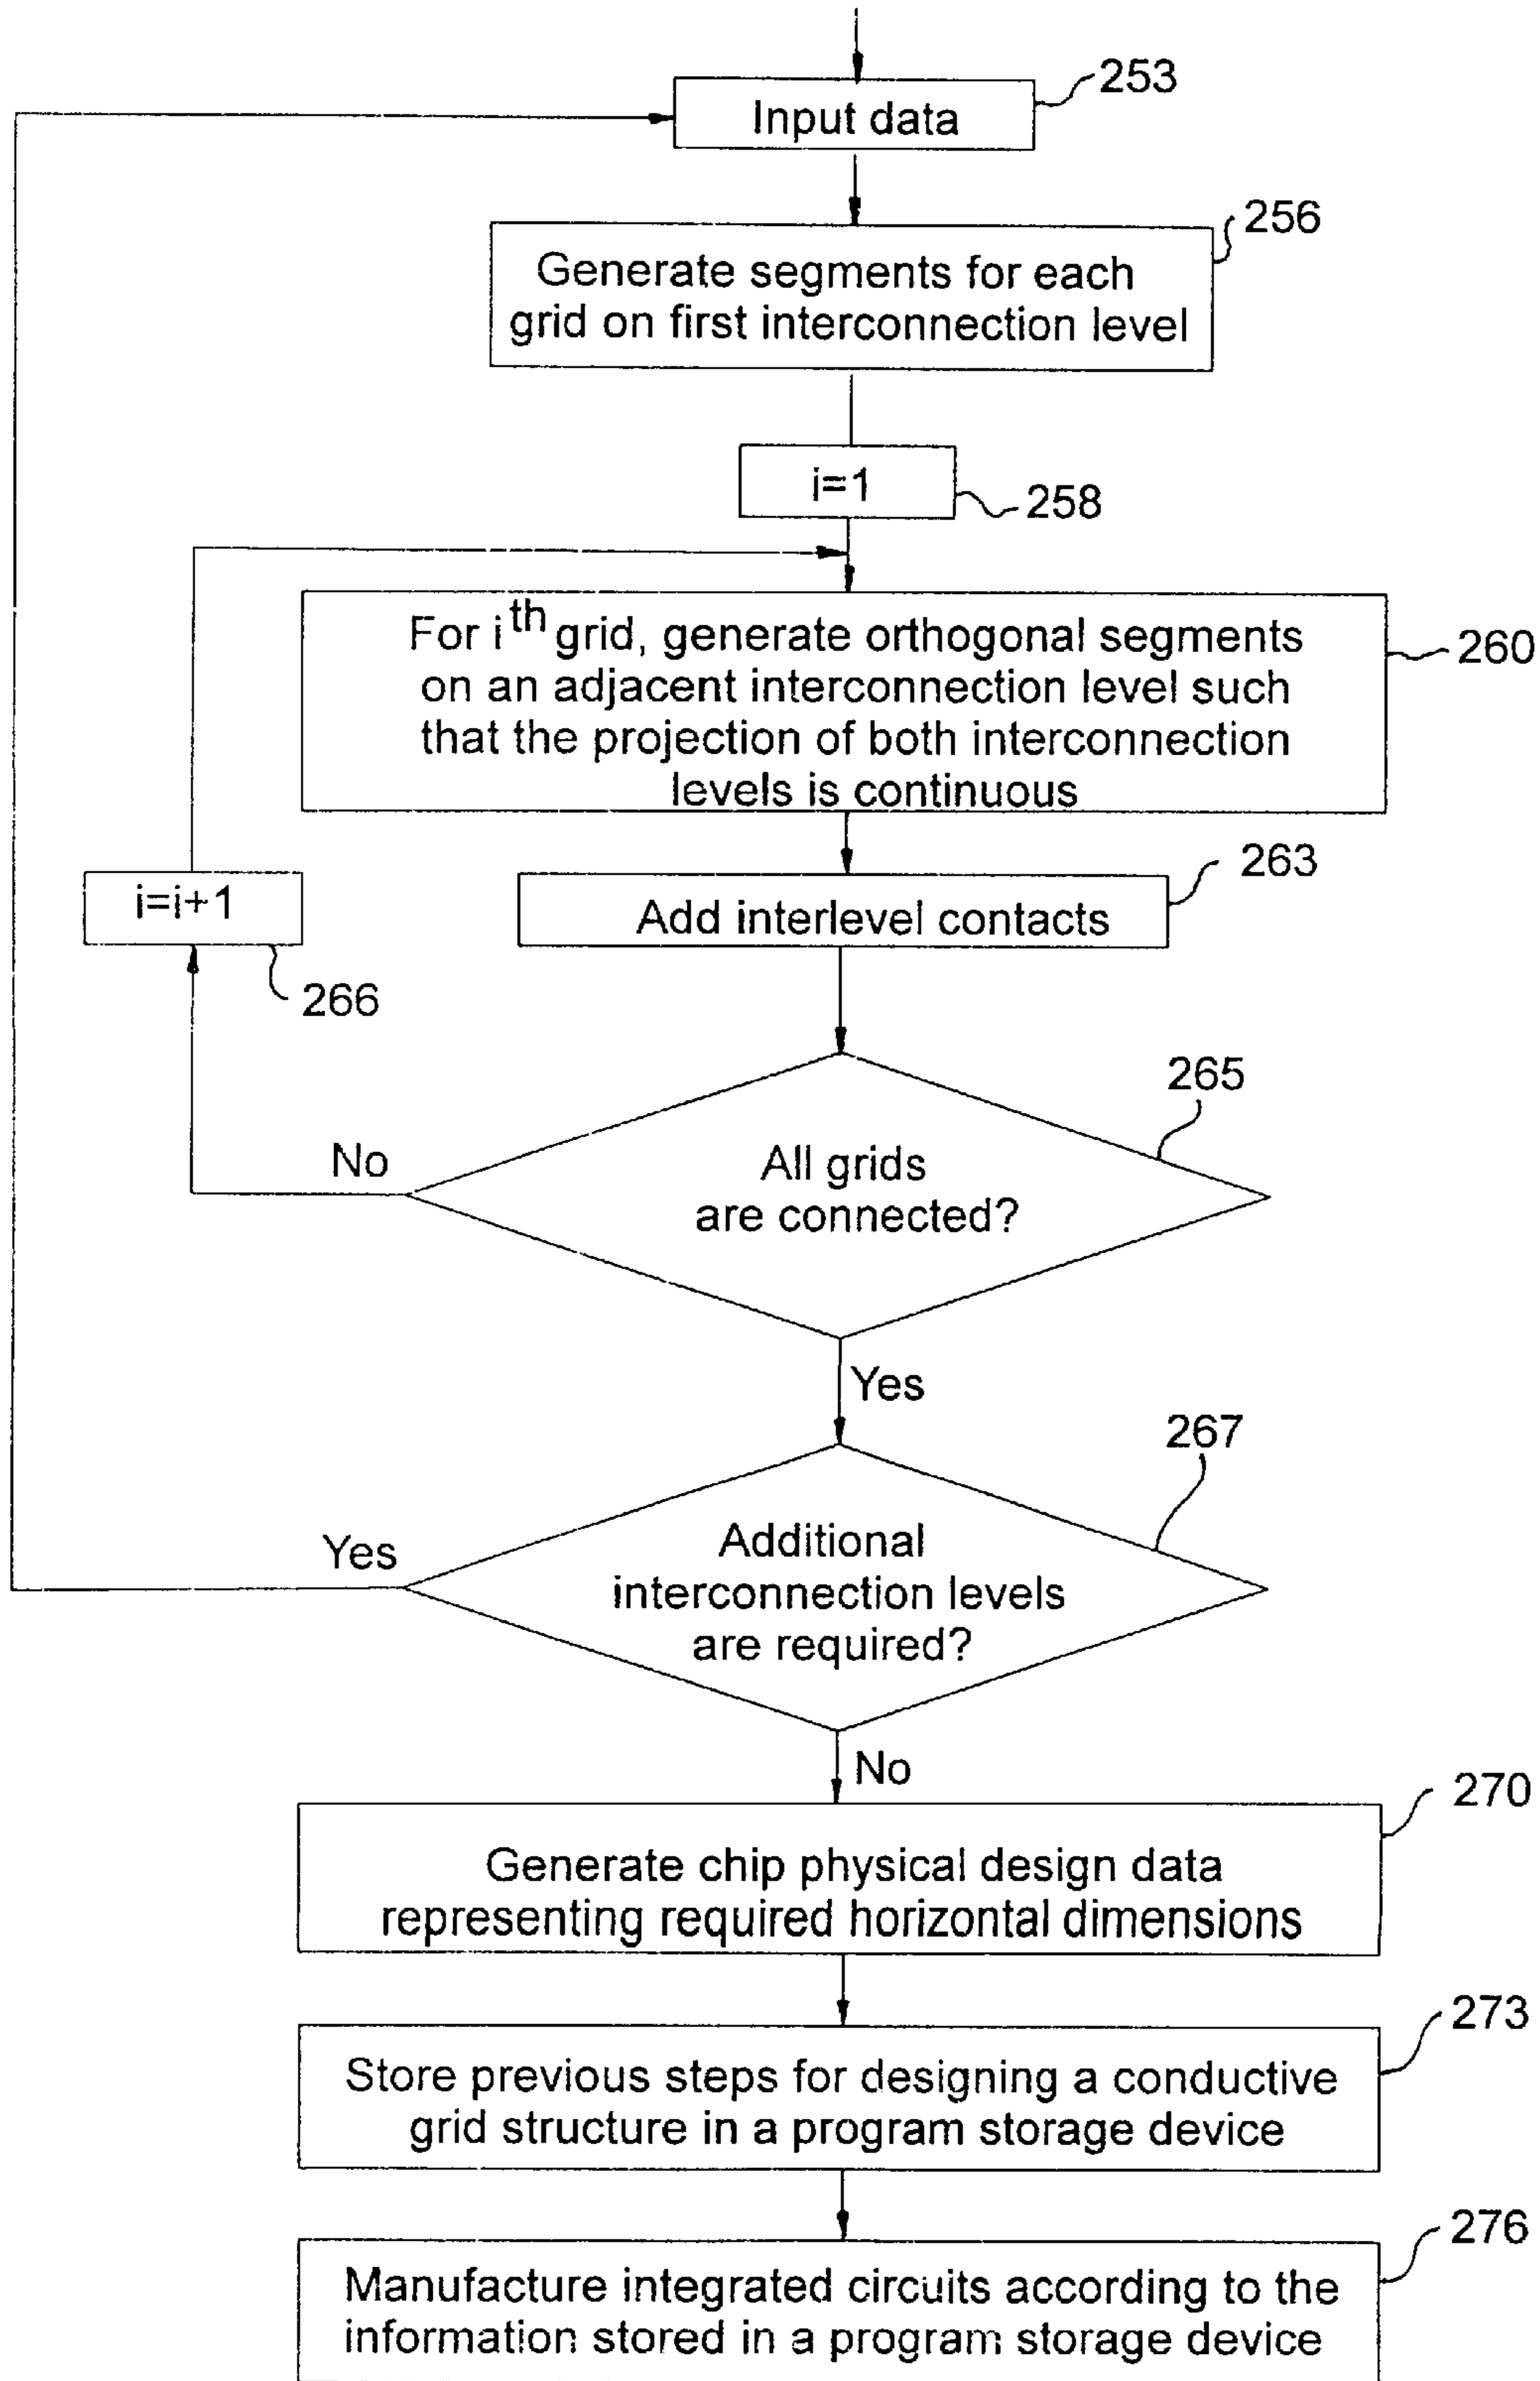 253
Input data
256
Generate segments for each
grid on first interconnection level
i=1
258
For i^th grid, generate orthogonal segments
on an adjacent interconnection level such
that the projection of both interconnection
levels is continuous
260
263
Add interlevel contacts
i=i+1
266
265
No
All grids
are connected?
Yes
267
Yes
Additional
interconnection levels
are required?
No
270
Generate chip physical design data
representing required horizontal dimensions
273
Store previous steps for designing a conductive
grid structure in a program storage device
276
Manufacture integrated circuits according to the
information stored in a program storage device